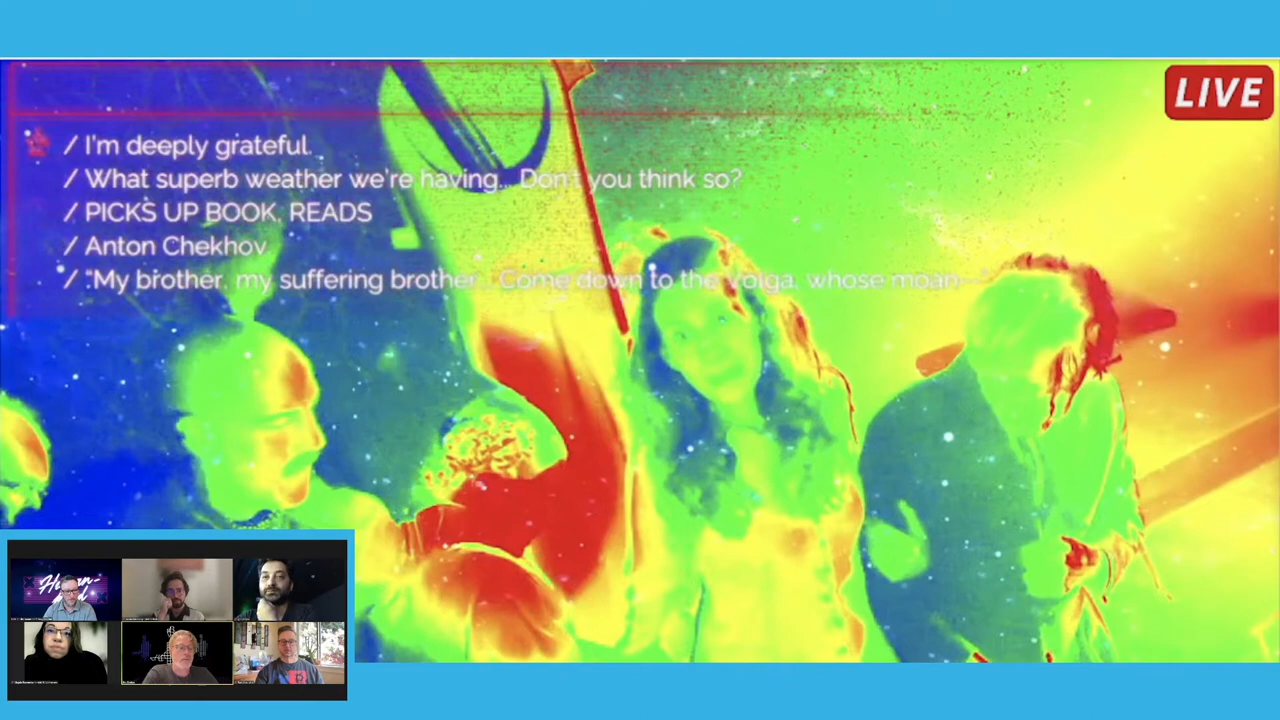 LIVE
/ I'm deeply grateful.
/ What superb weather we're having... Don't you think so?
/ PICKS UP BOOK, READS
/ Anton Chekhov
/ "My brother, my suffering brother... Come down to the Volga, whose moan---"